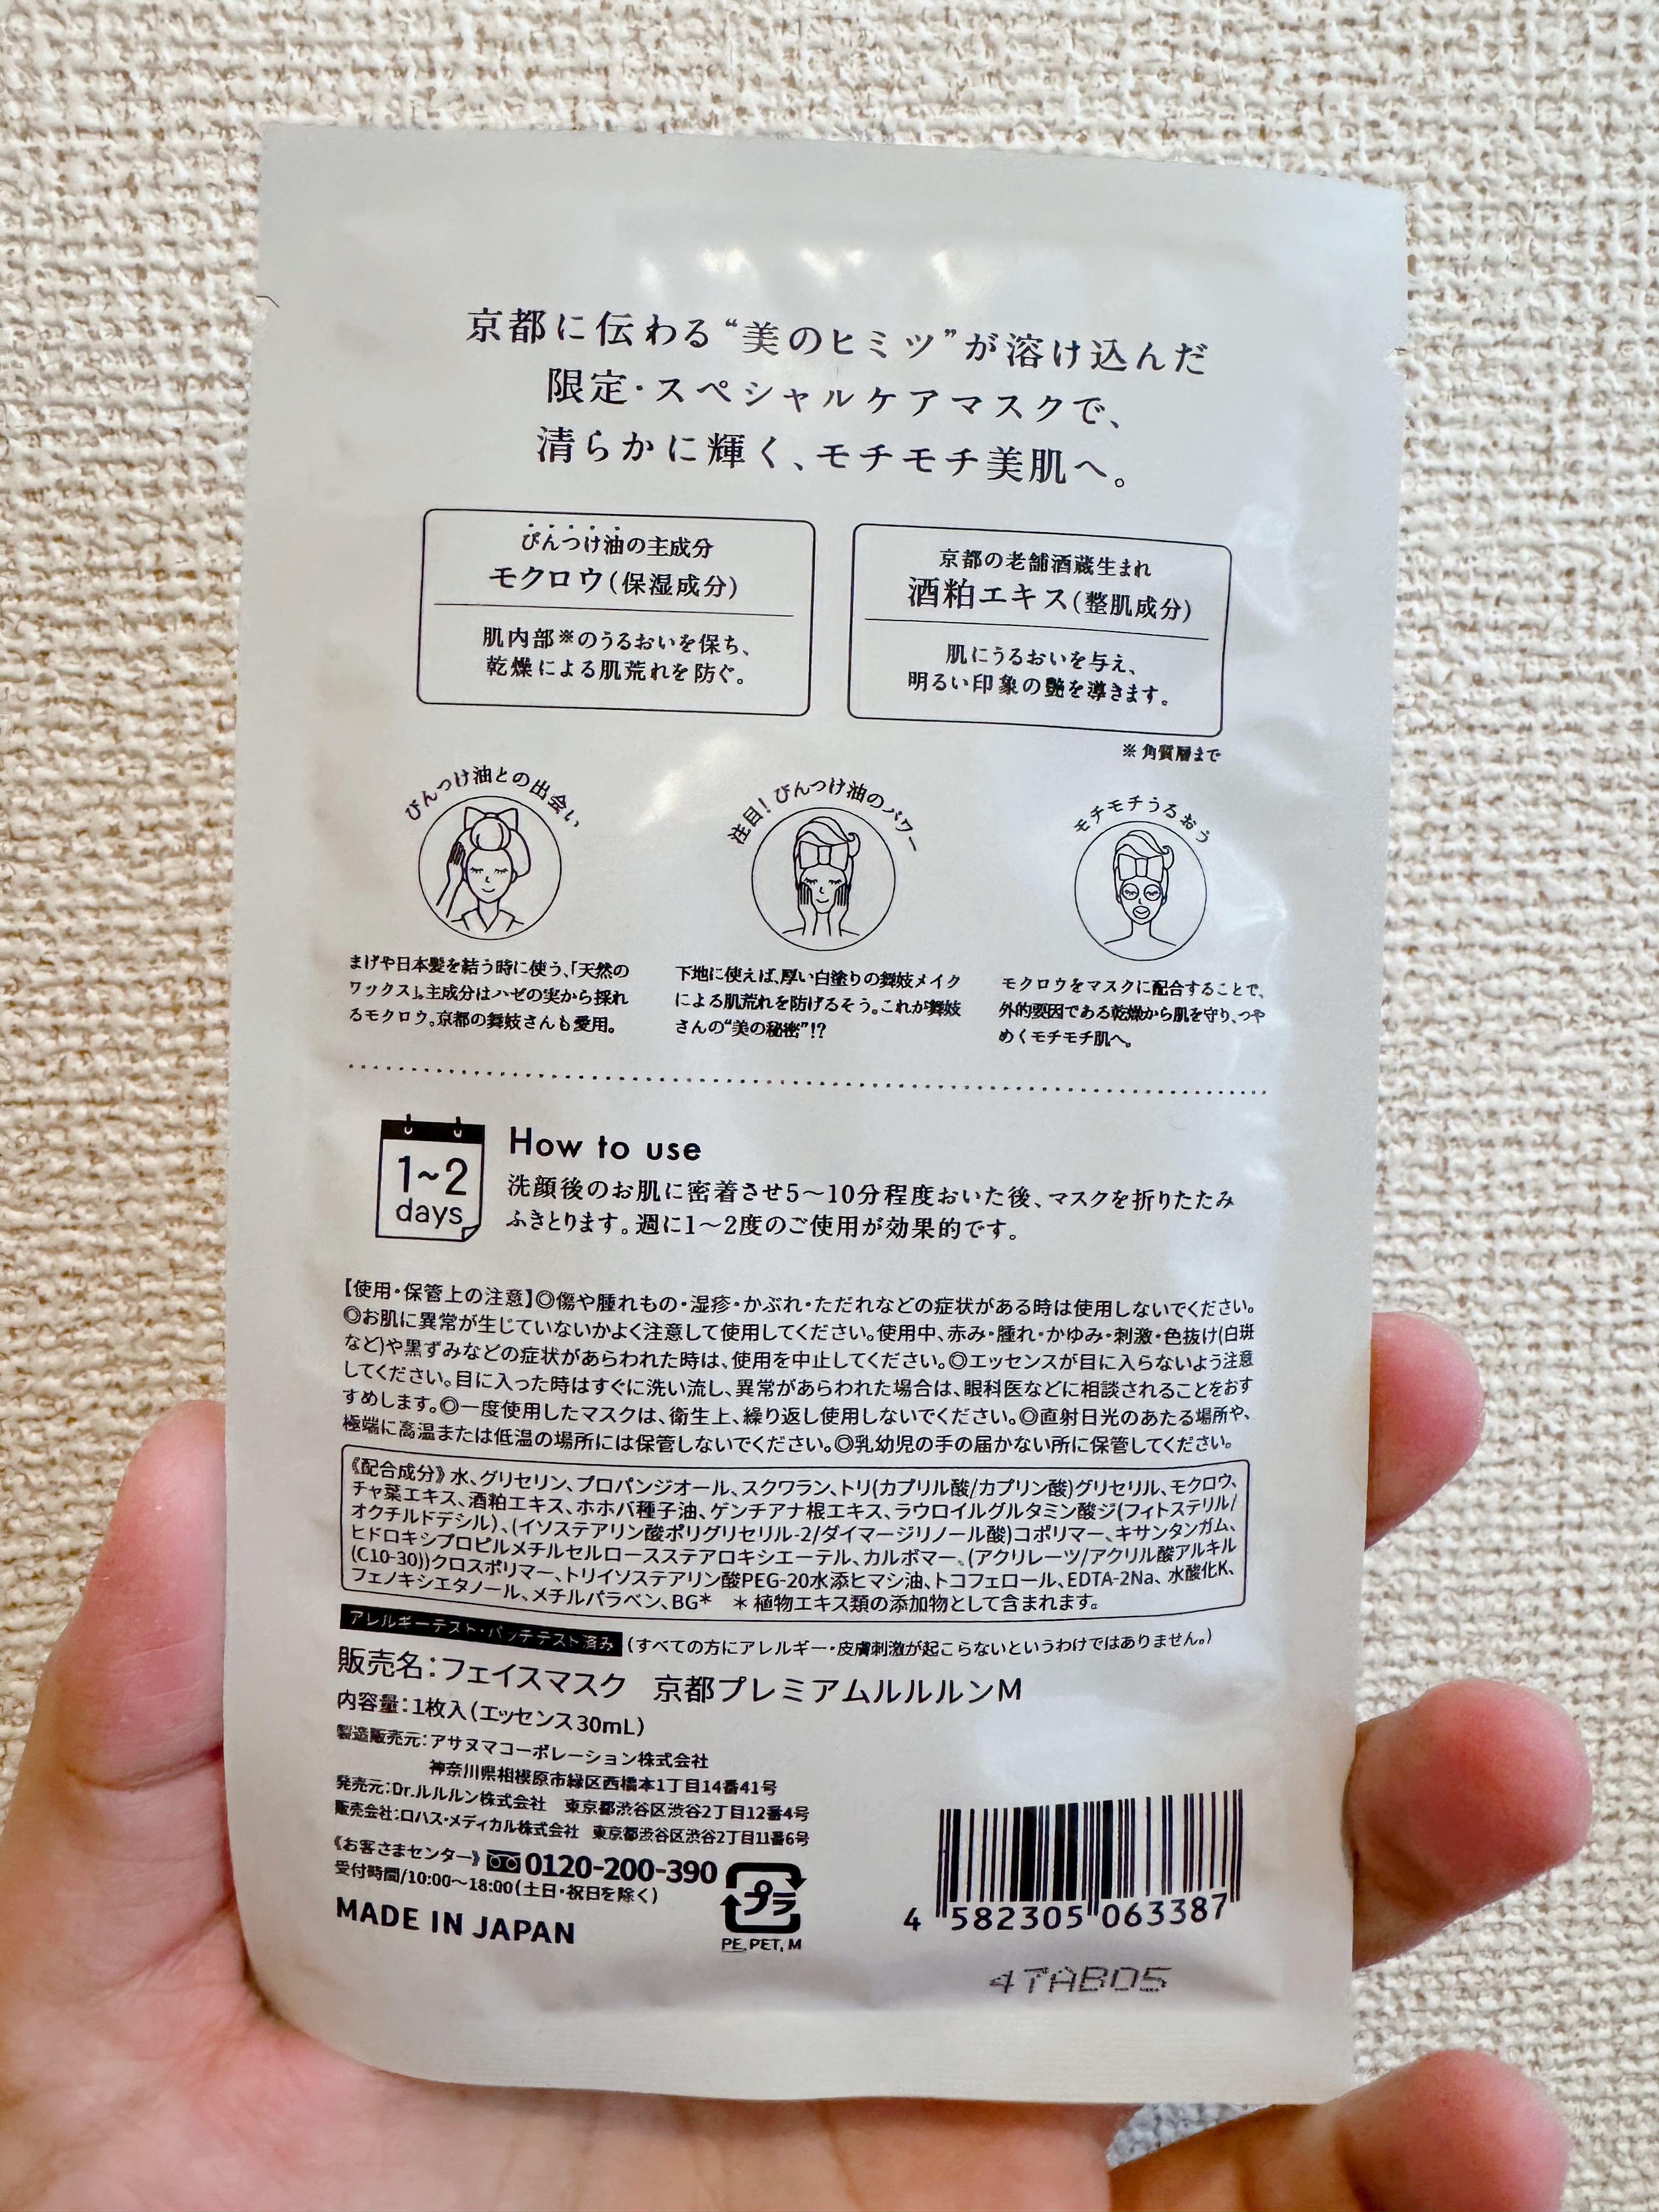 京都に伝わる“美のヒミツ”が溶け込んだ
限定・スペシャルケアマスクで、
清らかに輝く、モチモチ美肌へ。
びんつけ油の主成分
モクロウ(保湿成分)
肌内部※のうるおいを保ち、
乾燥による肌荒れを防ぐ。
京都の老舗酒蔵生まれ
酒粕エキス(整肌成分)
肌にうるおいを与え、
明るい印象の艶を導きます。
※角質層まで
びんつけ油との出会い
まげや日本髪を結う時に使う、「天然の
ワックス」。主成分はハゼの実から採れ
るモクロウ。京都の舞妓さんも愛用。
注目!びんつけ油のパワー
下地に使えば、厚い白塗りの舞妓メイク
による肌荒れを防げるそう。これが舞妓
さんの“美の秘密”!?
モチモチうるおう
モクロウをマスクに配合することで、
外的要因である乾燥から肌を守り、つや
めくモチモチ肌へ。
1~2
days
How to use
洗顔後のお肌に密着させ5〜10分程度おいた後、マスクを折りたたみ
ふきとります。週に1〜2度のご使用が効果的です。
【使用・保管上の注意】◎傷や腫れもの・湿疹・かぶれ・ただれなどの症状がある時は使用しないでください。
◎お肌に異常が生じていないかよく注意して使用してください。使用中、赤み・腫れ・かゆみ・刺激・色抜け(白斑
など)や黒ずみなどの症状があらわれた時は、使用を中止してください。◎エッセンスが目に入らないよう注意
してください。目に入った時はすぐに洗い流し、異常があらわれた場合は、眼科医などに相談されることをおす
すめします。◎一度使用したマスクは、衛生上、繰り返し使用しないでください。◎直射日光のあたる場所や、
極端に高温または低温の場所には保管しないでください。◎乳幼児の手の届かない所に保管してください。
《配合成分》水、グリセリン、プロパンジオール、スクワラン、トリ(カプリル酸/カプリン酸)グリセリル、モクロウ、
チャ葉エキス、酒粕エキス、ホホバ種子油、ゲンチアナ根エキス、ラウロイルグルタミン酸ジ(フィトステリル/
オクチルドデシル)、(イソステアリン酸ポリグリセリル-2/ダイマージリノール酸)コポリマー、キサンタンガム、
ヒドロキシプロピルメチルセルロースステアロキシエーテル、カルボマー、(アクリレーツ/アクリル酸アルキル
(C10-30))クロスポリマー、トリイソステアリン酸PEG-20水添ヒマシ油、トコフェロール、EDTA-2Na、水酸化K、
フェノキシエタノール、メチルパラベン、BG* *植物エキス類の添加物として含まれます。
アレルギーテスト・パッチテスト済み (すべての方にアレルギー・皮膚刺激が起こらないというわけではありません。)
販売名:フェイスマスク 京都プレミアムルルルンM
内容量:1枚入(エッセンス30mL)
製造販売元:アサヌマコーポレーション株式会社
神奈川県相模原市緑区西橋本1丁目14番41号
発売元:Dr.ルルルン株式会社 東京都渋谷区渋谷2丁目12番4号
販売会社:ロハス・メディカル株式会社 東京都渋谷区渋谷2丁目11番6号
《お客さまセンター》0120-200-390
受付時間/10:00〜18:00(土日・祝日を除く)
MADE IN JAPAN
プラ
PE, PET, M
4 582305 063387
47AB05